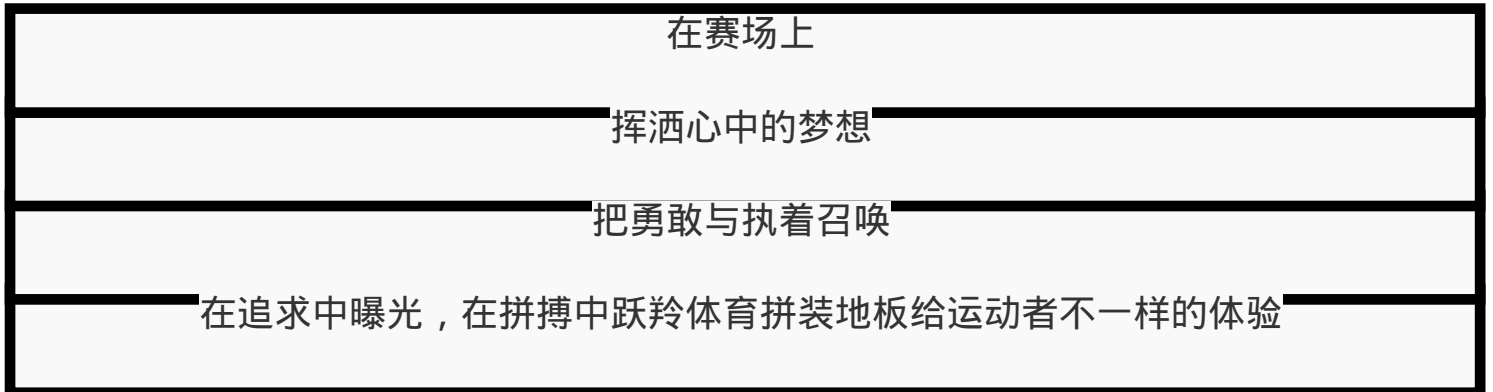 在赛场上
挥洒心中的梦想
把勇敢与执着召唤
在追求中曝光，在拼搏中跃羚体育拼装地板给运动者不一样的体验